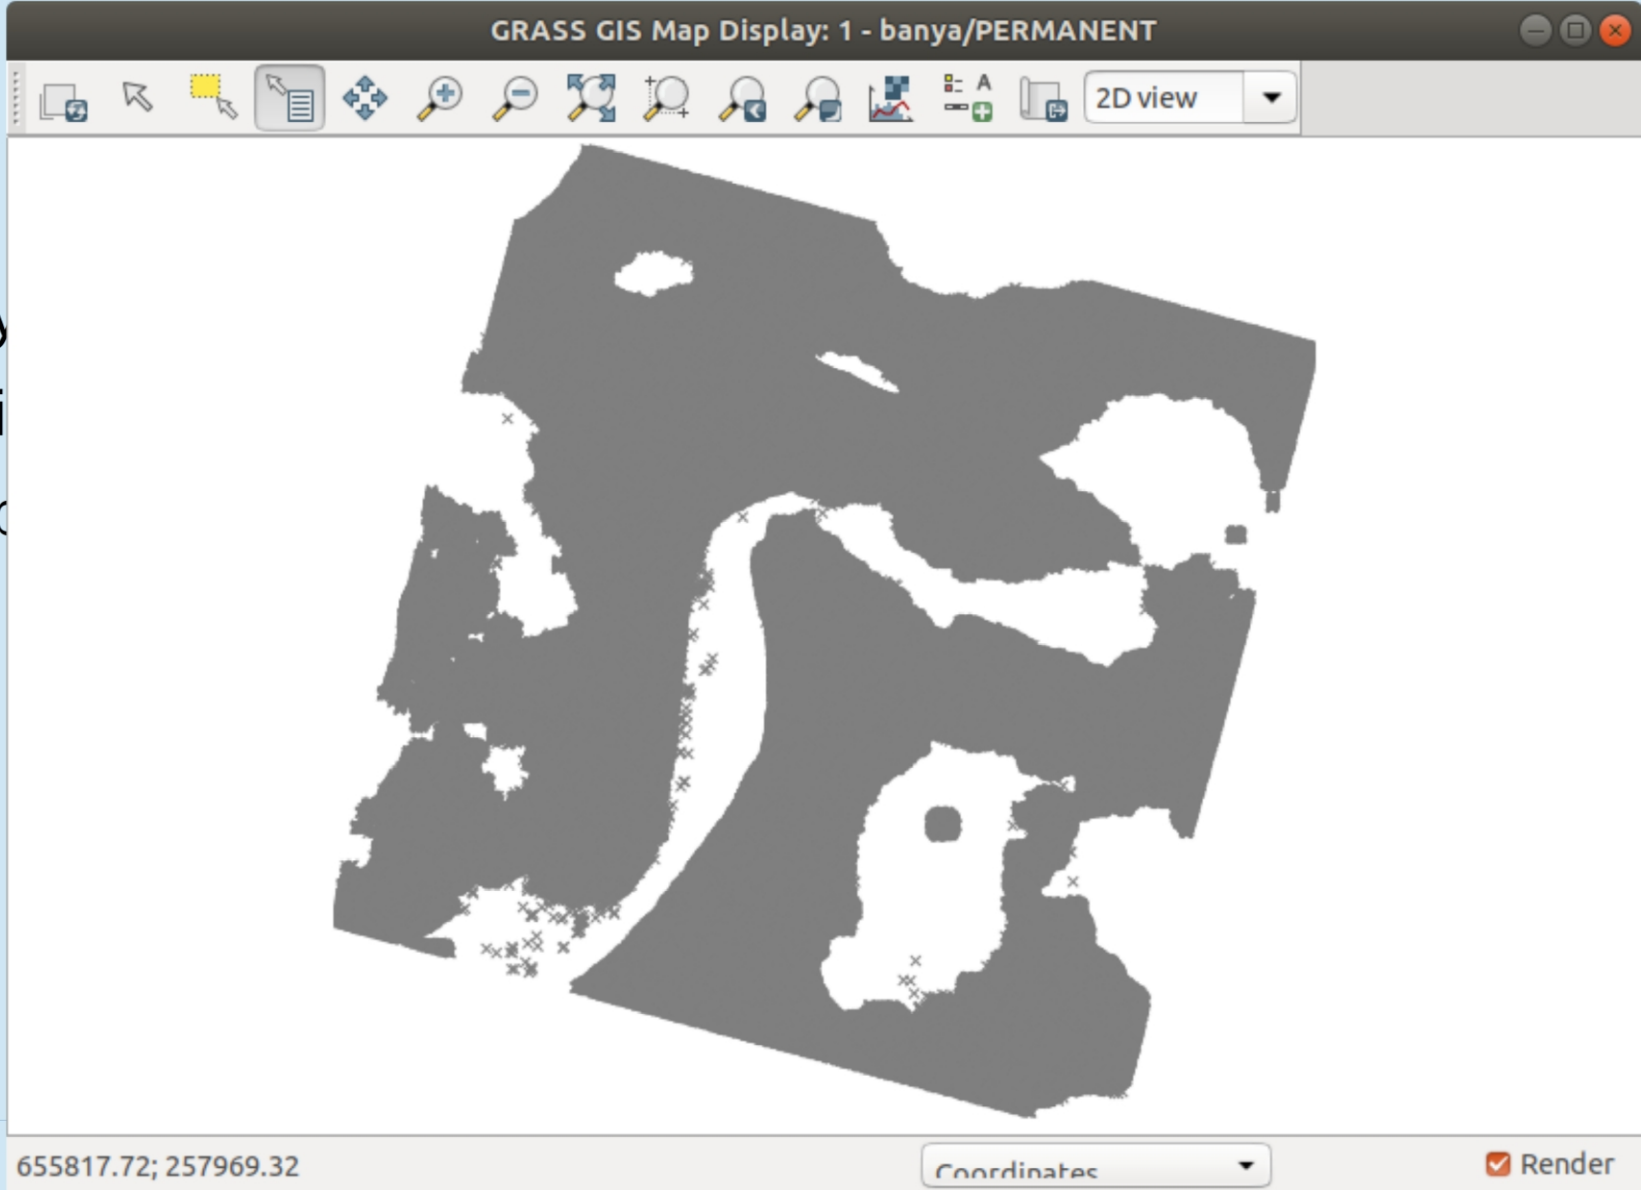 GRASS GIS Map Display: 1 - banya/PERMANENT
A
2D view
655817.72; 257969.32
Coordinates
Render